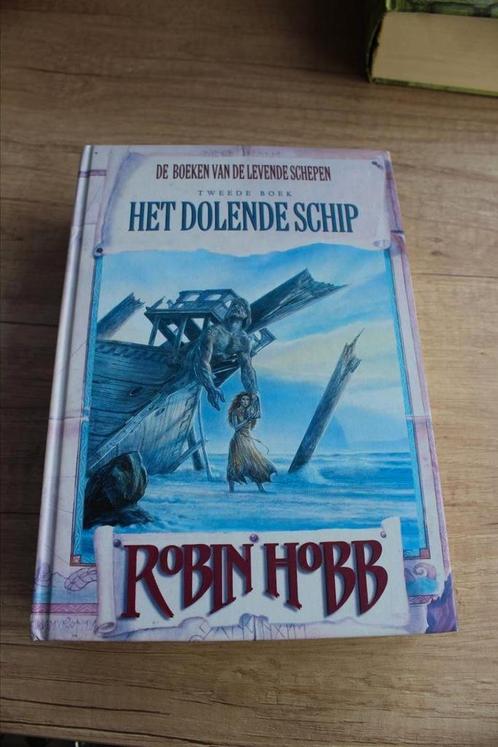 DE BOEKEN VAN DE LEVENDE SCHEPEN
TWEEDE BOEK
HET DOLENDE SCHIP
ROBIN HOBB